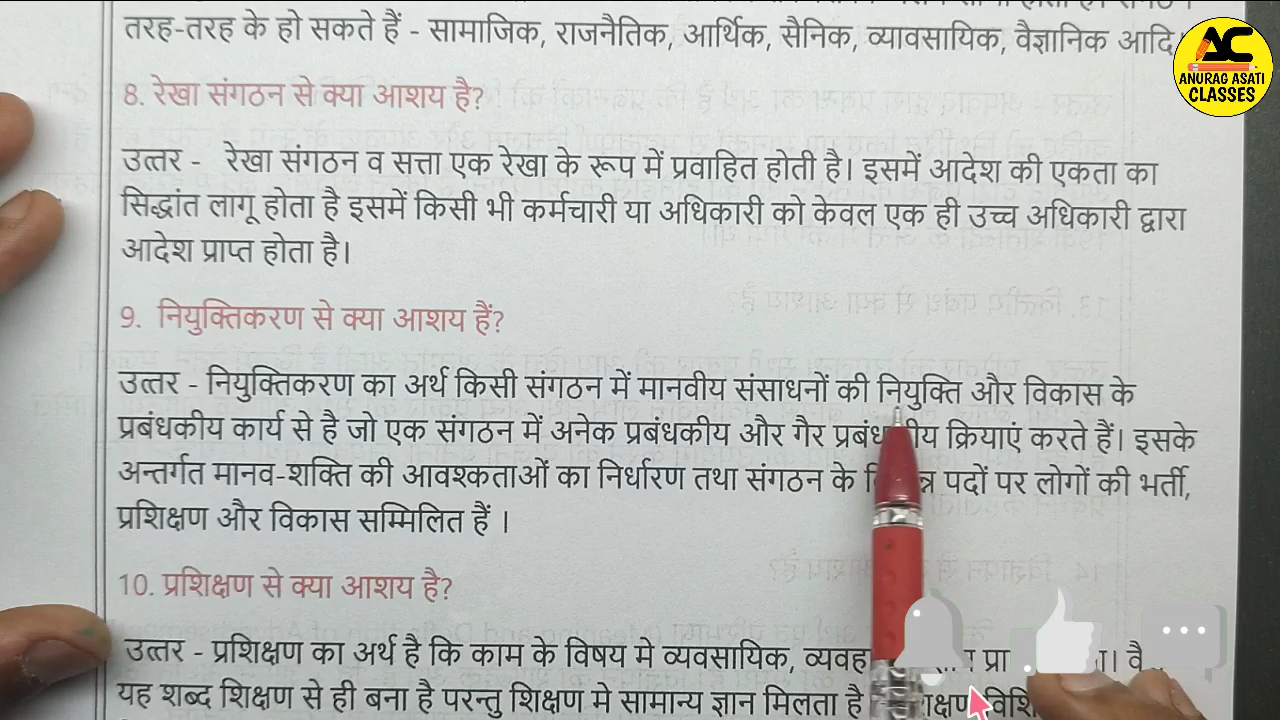 तरह-तरह के हो सकते हैं - सामाजिक, राजनैतिक, आर्थिक, सैनिक, व्यावसायिक, वैज्ञानिक आदि
AC
ANURAG ASATI
CLASSES
8. रेखा संगठन से क्या आशय है?
उत्तर - रेखा संगठन व सत्ता एक रेखा के रूप में प्रवाहित होती है। इसमें आदेश की एकता का
सिद्धांत लागू होता है इसमें किसी भी कर्मचारी या अधिकारी को केवल एक ही उच्च अधिकारी द्वारा
आदेश प्राप्त होता है।
9. नियुक्तिकरण से क्या आशय हैं?
उत्तर - नियुक्तिकरण का अर्थ किसी संगठन में मानवीय संसाधनों की नियुक्ति और विकास के
प्रबंधकीय कार्य से है जो एक संगठन में अनेक प्रबंधकीय और गैर क्रियाएं करते हैं। इसके
अन्तर्गत मानव-शक्ति की आवश्कताओं का निर्धारण तथा संगठन के पदों पर लोगों की भर्ती,
प्रशिक्षण और विकास सम्मिलित हैं ।
10. प्रशिक्षण से क्या आशय है?
उत्तर - प्रशिक्षण का अर्थ है कि काम के विषय मे व्यवसायिक,
यह शब्द शिक्षण से ही बना है परन्तु शिक्षण मे सामान्य ज्ञान मिलता है